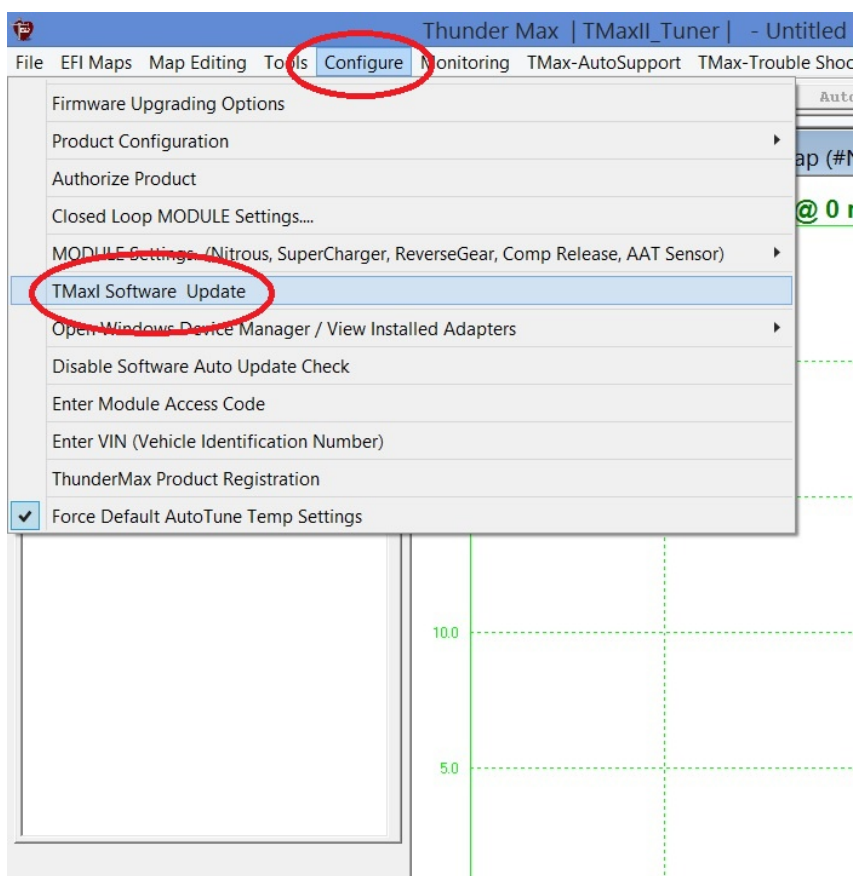 Thunder Max | TMaxII_Tuner | - Untitled
File EFI Maps Map Editing Tools Configure Monitoring TMax-AutoSupport TMax-Trouble Shoo
Auto
Firmware Upgrading Options
Product Configuration
ap (#N
Authorize Product
Closed Loop MODULE Settings....
@ 0 r
MODULE Settings (Nitrous, SuperCharger, ReverseGear, Comp Release, AAT Sensor)
TMaxI Software Update
Open Windows Device Manager / View Installed Adapters
Disable Software Auto Update Check
Enter Module Access Code
Enter VIN (Vehicle Identification Number)
ThunderMax Product Registration
Force Default AutoTune Temp Settings
10.0
5.0